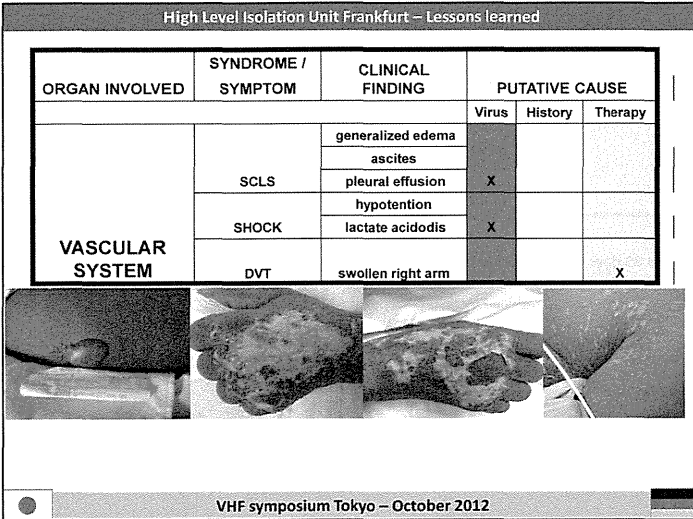 High Level Isolation Unit Frankfurt – Lessons learned
ORGAN INVOLVED
SYNDROME /
SYMPTOM
CLINICAL
FINDING
PUTATIVE CAUSE
Virus
History
Therapy
VASCULAR
SYSTEM
SCLS
generalized edema
ascites
pleural effusion
X
SHOCK
hypotention
lactate acidodis
X
DVT
swollen right arm
X
VHF symposium Tokyo – October 2012